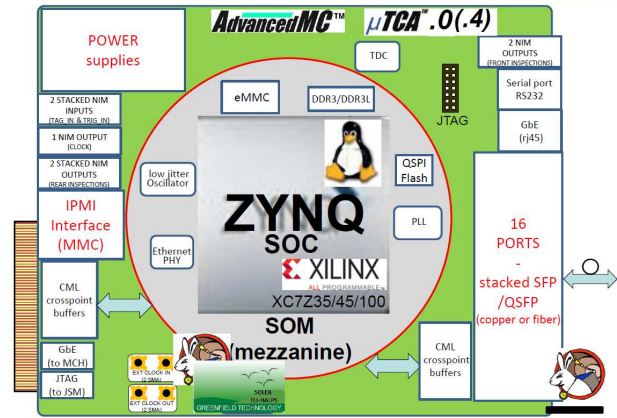 AdvancedMC™
µTCA™.0(.4)
POWER
supplies
TDC
2 NIM
OUTPUTS
(FRONT INSPECTIONS)
eMMC
DDR3/DDR3L
Serial port
RS232
2 STACKED NIM
INPUTS
(TAG_IN & TRIG_IN)
JTAG
GbE
(rj45)
1 NIM OUTPUT
(CLOCK)
2 STACKED NIM
OUTPUTS
(REAR INSPECTIONS)
low jitter
Oscillator
QSPI
Flash
IPMI
Interface
(MMC)
ZYNQ
SOC
PLL
16
PORTS
-
stacked SFP
/QSFP
(copper or fiber)
Ethernet
PHY
XILINX
ALL PROGRAMMABLE
XC7Z35/45/100
CML
crosspoint
buffers
SOM
(mezzanine)
CML
crosspoint
buffers
GbE
(to MCH)
JTAG
(to JSM)
EXT CLOCK IN
(2 SMA)
EXT CLOCK OUT
(2 SMA)
SOLEIL
GREENFIELD TECHNOLOGY